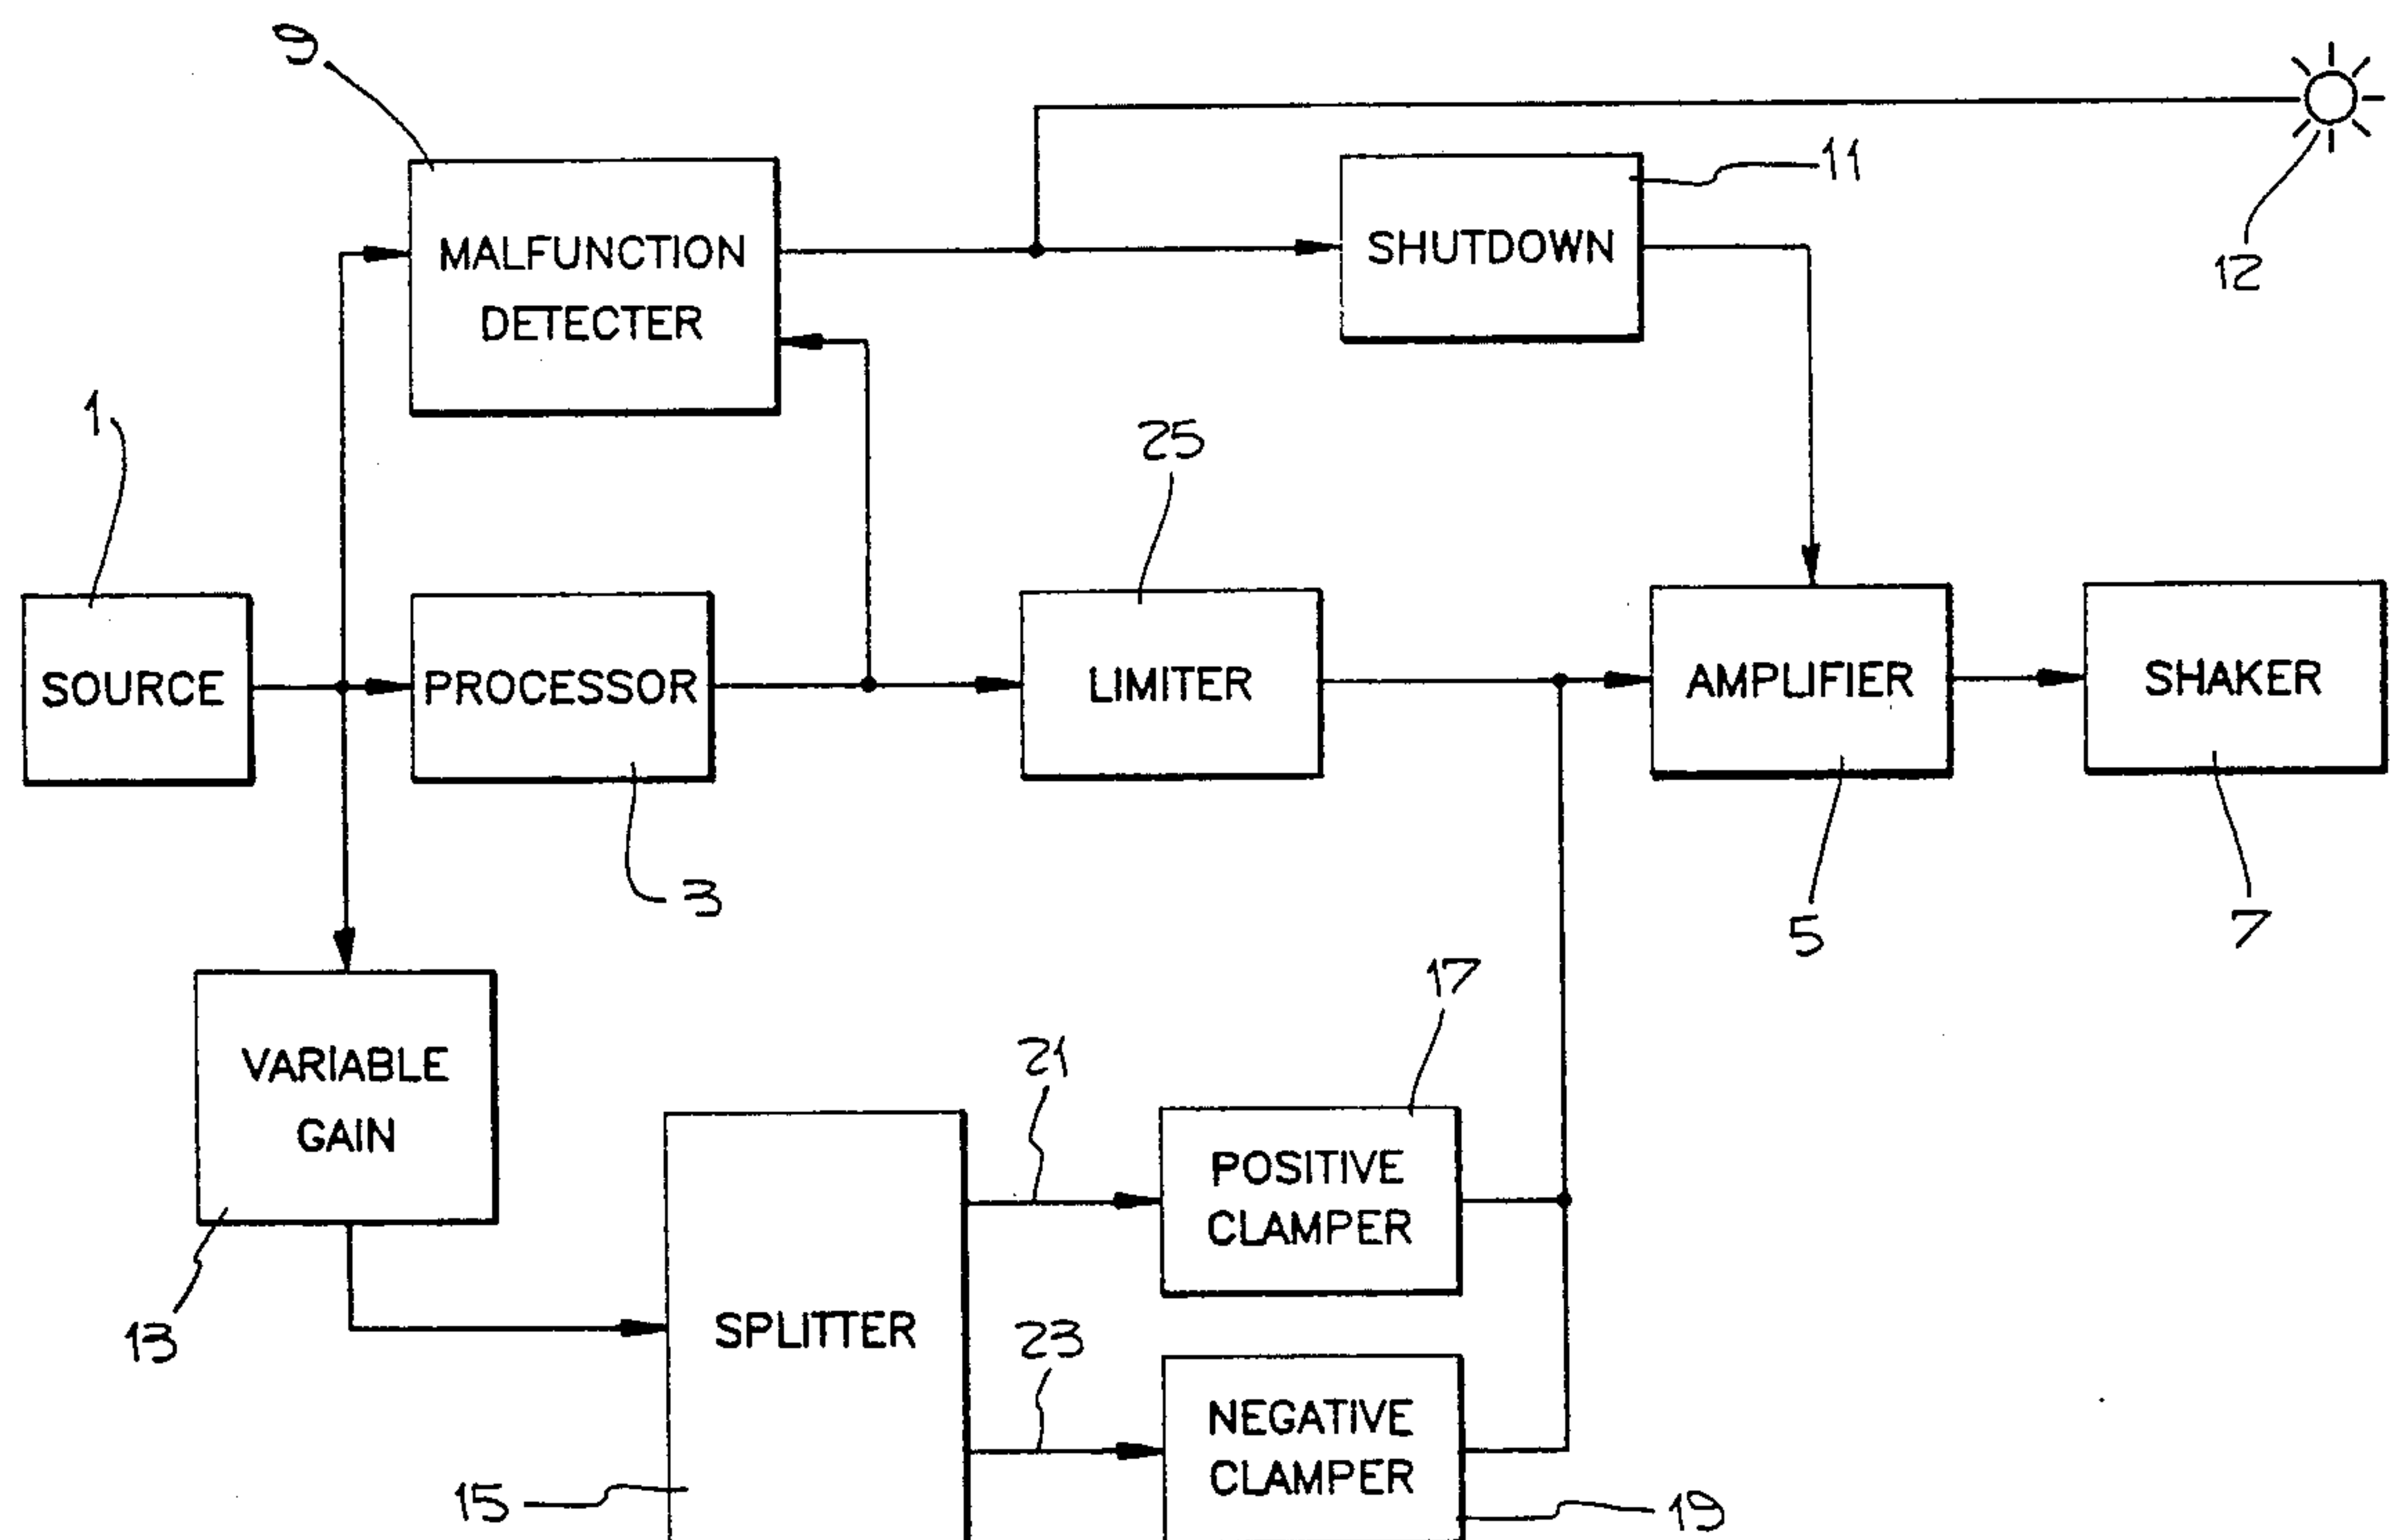 9
11
MALFUNCTION
DETECTER
SHUTDOWN
12
1
25
SOURCE
PROCESSOR
LIMITER
AMPLIFIER
SHAKER
3
5
7
17
VARIABLE
GAIN
21
POSITIVE
CLAMPER
13
SPLITTER
23
NEGATIVE
CLAMPER
15
19